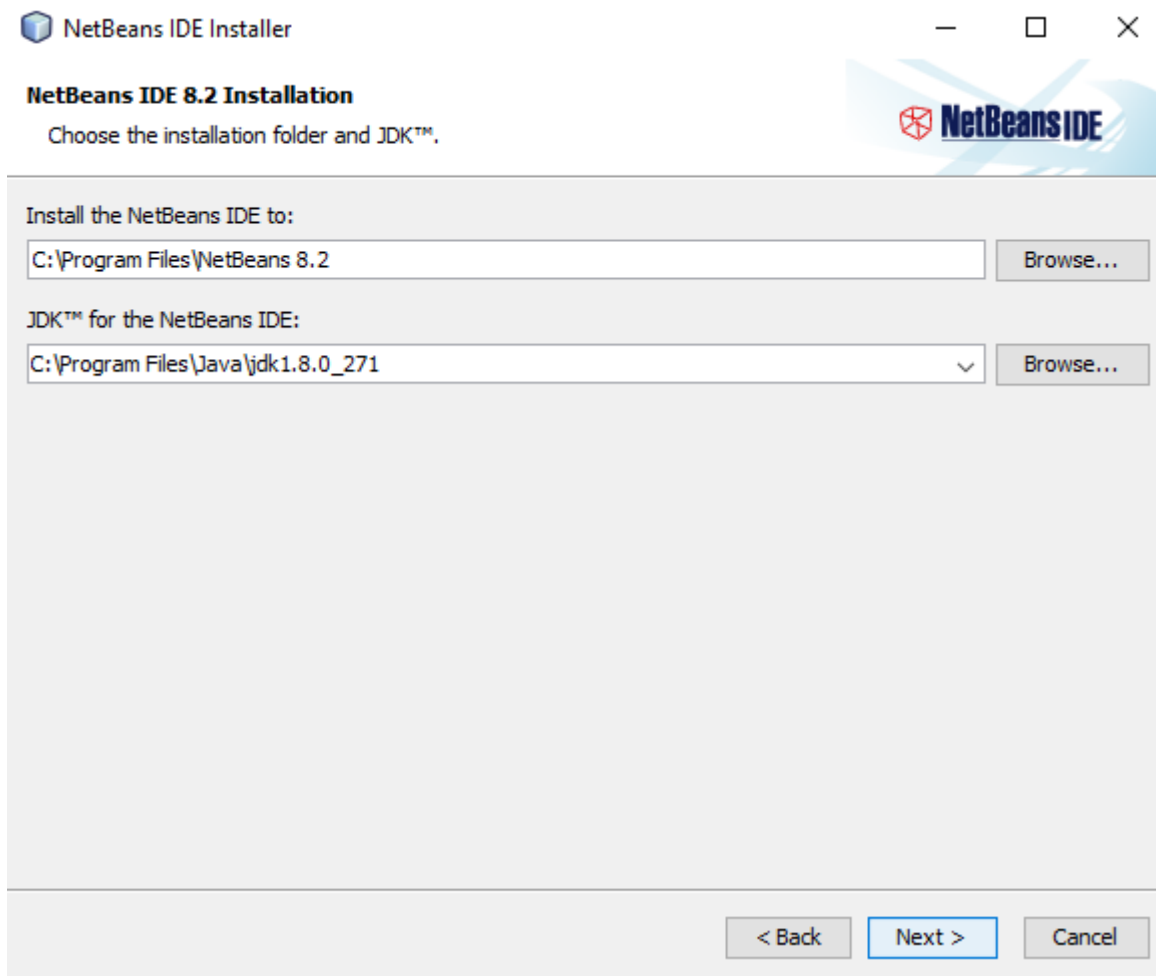 NetBeans IDE Installer
NetBeans IDE 8.2 Installation
Choose the installation folder and JDK™.
NetBeans IDE
Install the NetBeans IDE to:
C:\Program Files\NetBeans 8.2
Browse...
JDK™ for the NetBeans IDE:
C:\Program Files\Java\jdk1.8.0_271
Browse...
< Back
Next >
Cancel